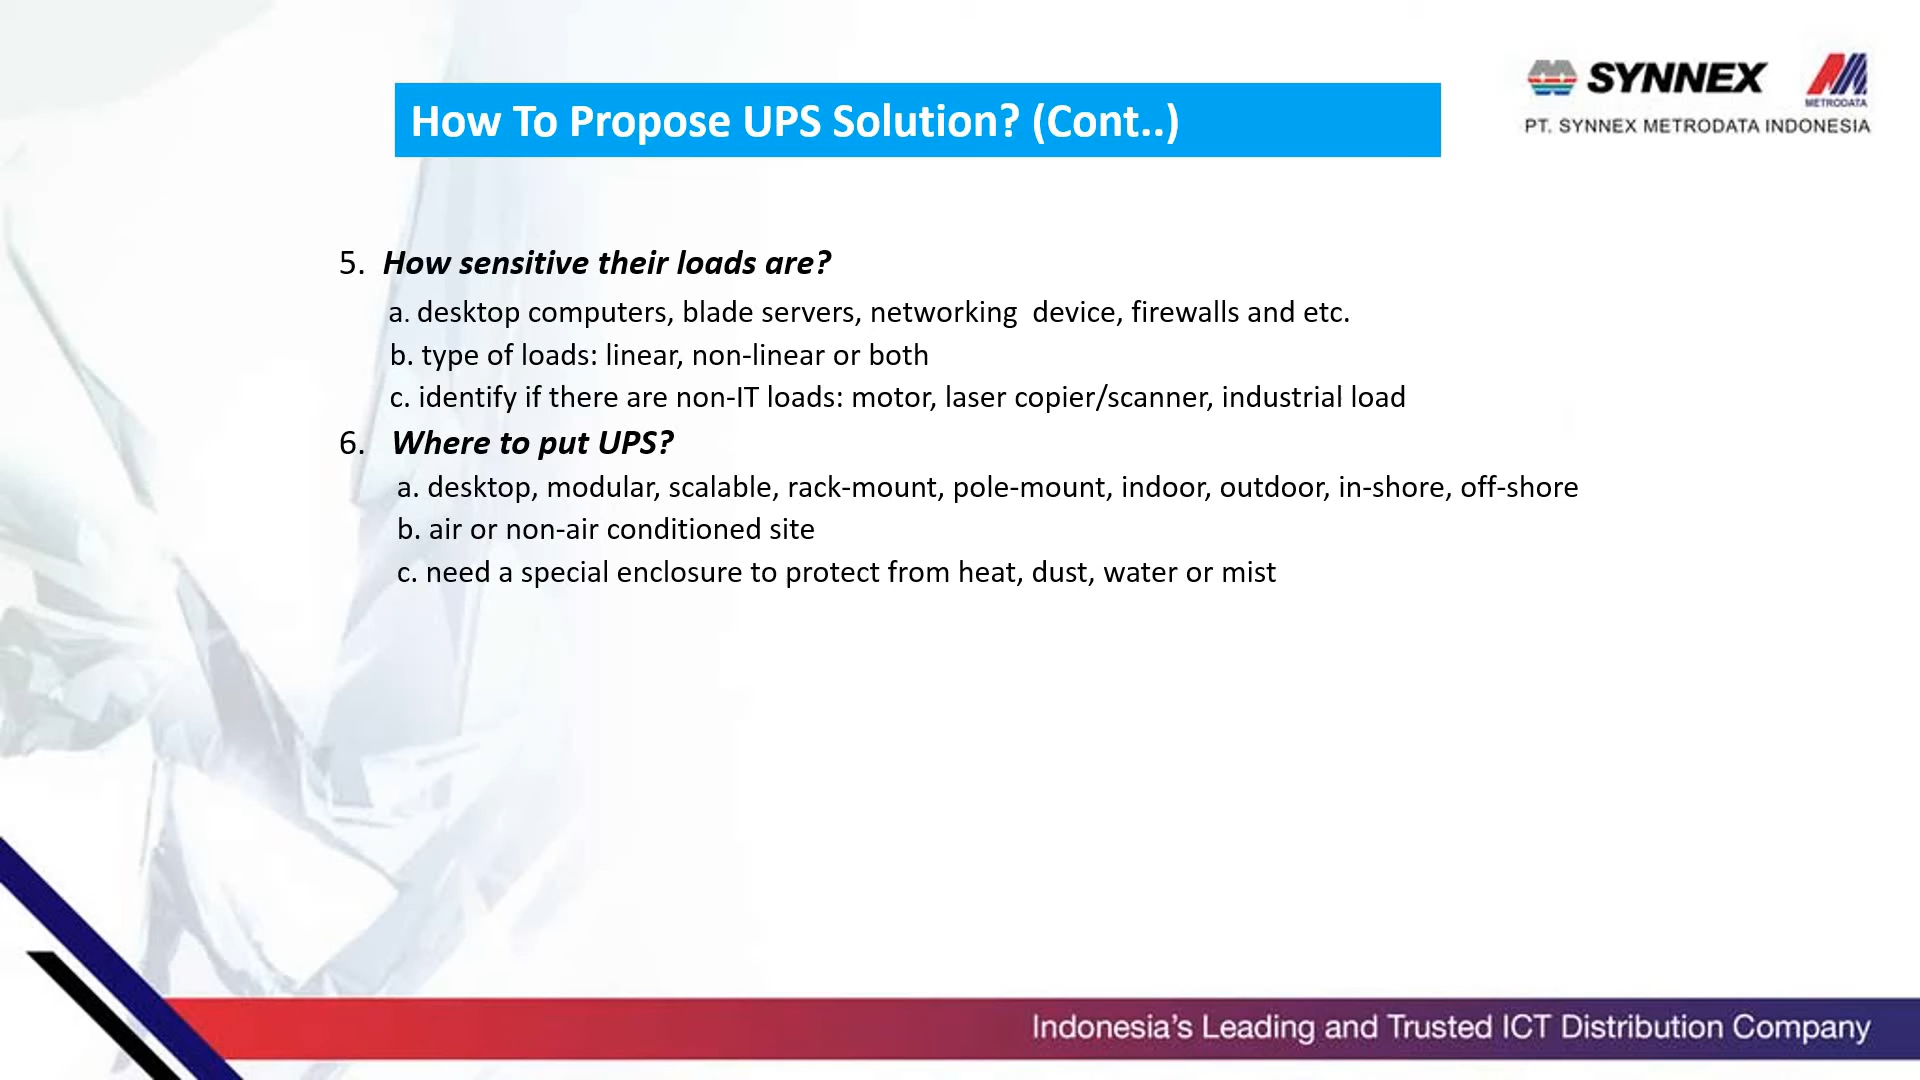 SYNNEX
METRODATA
PT. SYNNEX METRODATA INDONESIA
How To Propose UPS Solution? (Cont..)
5. How sensitive their loads are?
a. desktop computers, blade servers, networking  device, firewalls and etc.
b. type of loads: linear, non-linear or both
c. identify if there are non-IT loads: motor, laser copier/scanner, industrial load
6. Where to put UPS?
a. desktop, modular, scalable, rack-mount, pole-mount, indoor, outdoor, in-shore, off-shore
b. air or non-air conditioned site
c. need a special enclosure to protect from heat, dust, water or mist
Indonesia's Leading and Trusted ICT Distribution Company